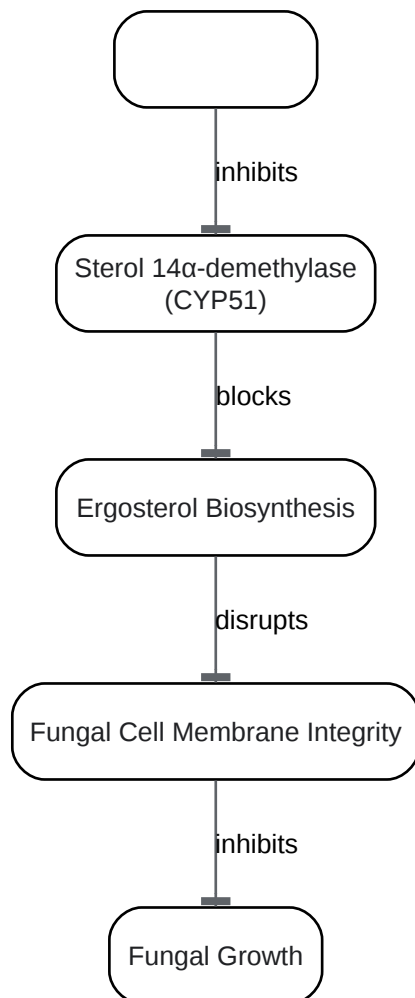 inhibits
Sterol 14α-demethylase
(CYP51)
blocks
Ergosterol Biosynthesis
disrupts
Fungal Cell Membrane Integrity
inhibits
Fungal Growth